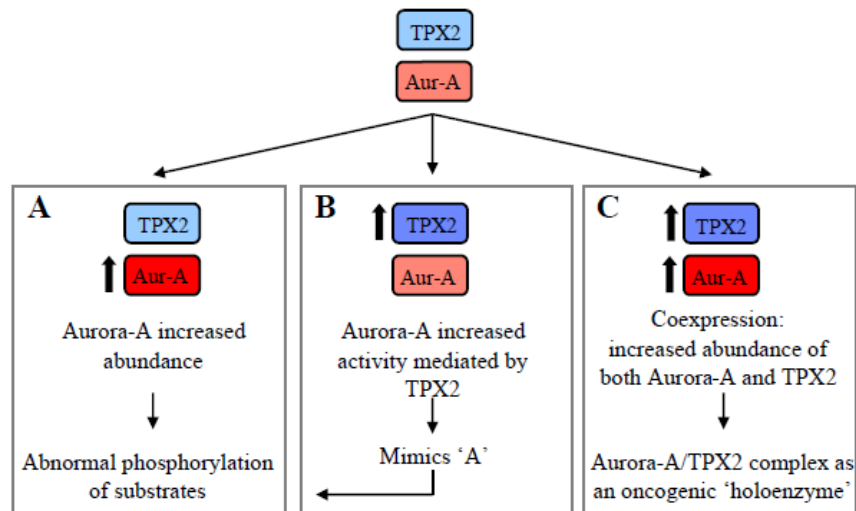 TPX2
Aur-A
A
TPX2
Aur-A
Aurora-A increased
abundance
Abnormal phosphorylation
of substrates
B
TPX2
Aur-A
Aurora-A increased
activity mediated by
TPX2
Mimics ‘A’
C
TPX2
Aur-A
Coexpression:
increased abundance of
both Aurora-A and TPX2
Aurora-A/TPX2 complex as
an oncogenic ‘holoenzyme’